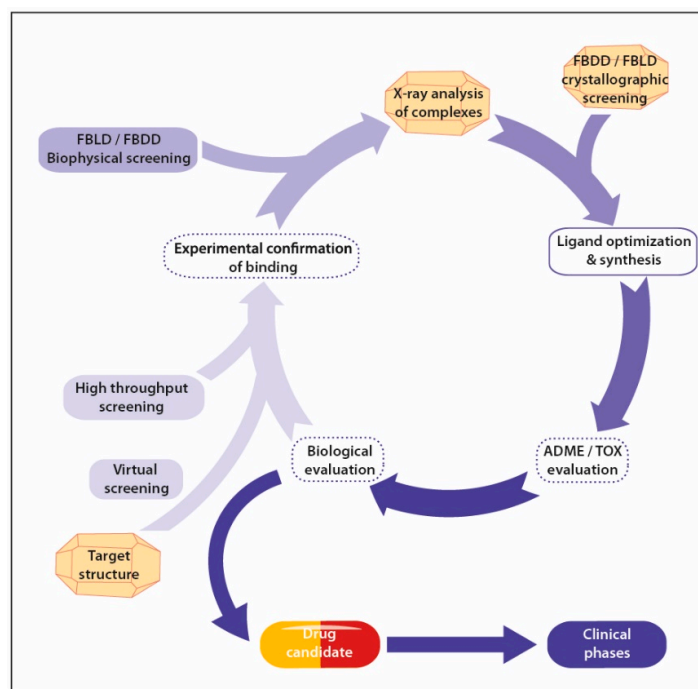 FBDD / FBLD
crystallographic
screening
X-ray analysis
of complexes
FBLD / FBDD
Biophysical screening
Experimental confirmation
of binding
Ligand optimization
& synthesis
High throughput
screening
Biological
evaluation
ADME / TOX
evaluation
Virtual
screening
Target
structure
Drug
candidate
Clinical
phases